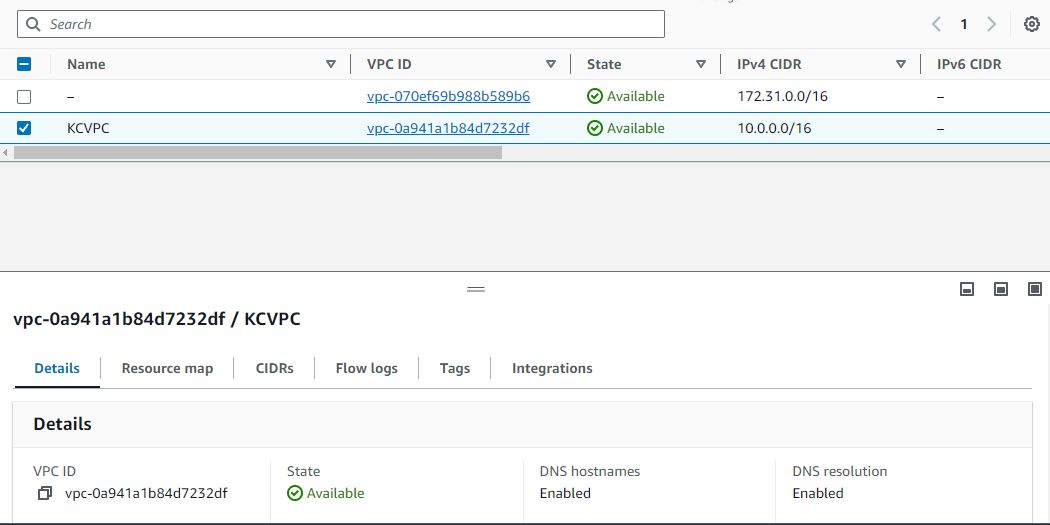 Search
1
Name VPC ID State IPv4 CIDR IPv6 CIDR
– vpc-070ef69b988b589b6 Available 172.31.0.0/16 –
KCVPC vpc-0a941a1b84d7232df Available 10.0.0.0/16 –
vpc-0a941a1b84d7232df / KCVPC
Details Resource map CIDRs Flow logs Tags Integrations
Details
VPC ID State DNS hostnames DNS resolution
vpc-0a941a1b84d7232df Available Enabled Enabled